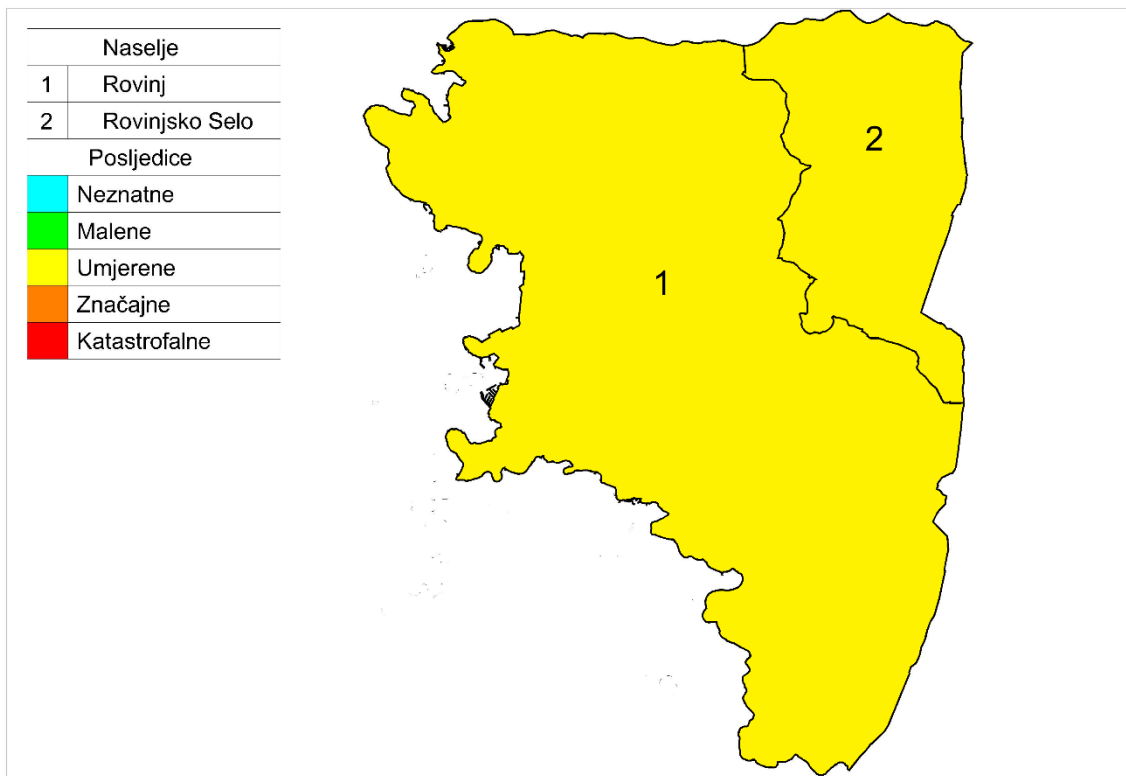 Naselje
1 Rovinj
2 Rovinjsko Selo
Posljedice
Neznatne
Malene
Umjerene
Značajne
Katastrofalne
2
1